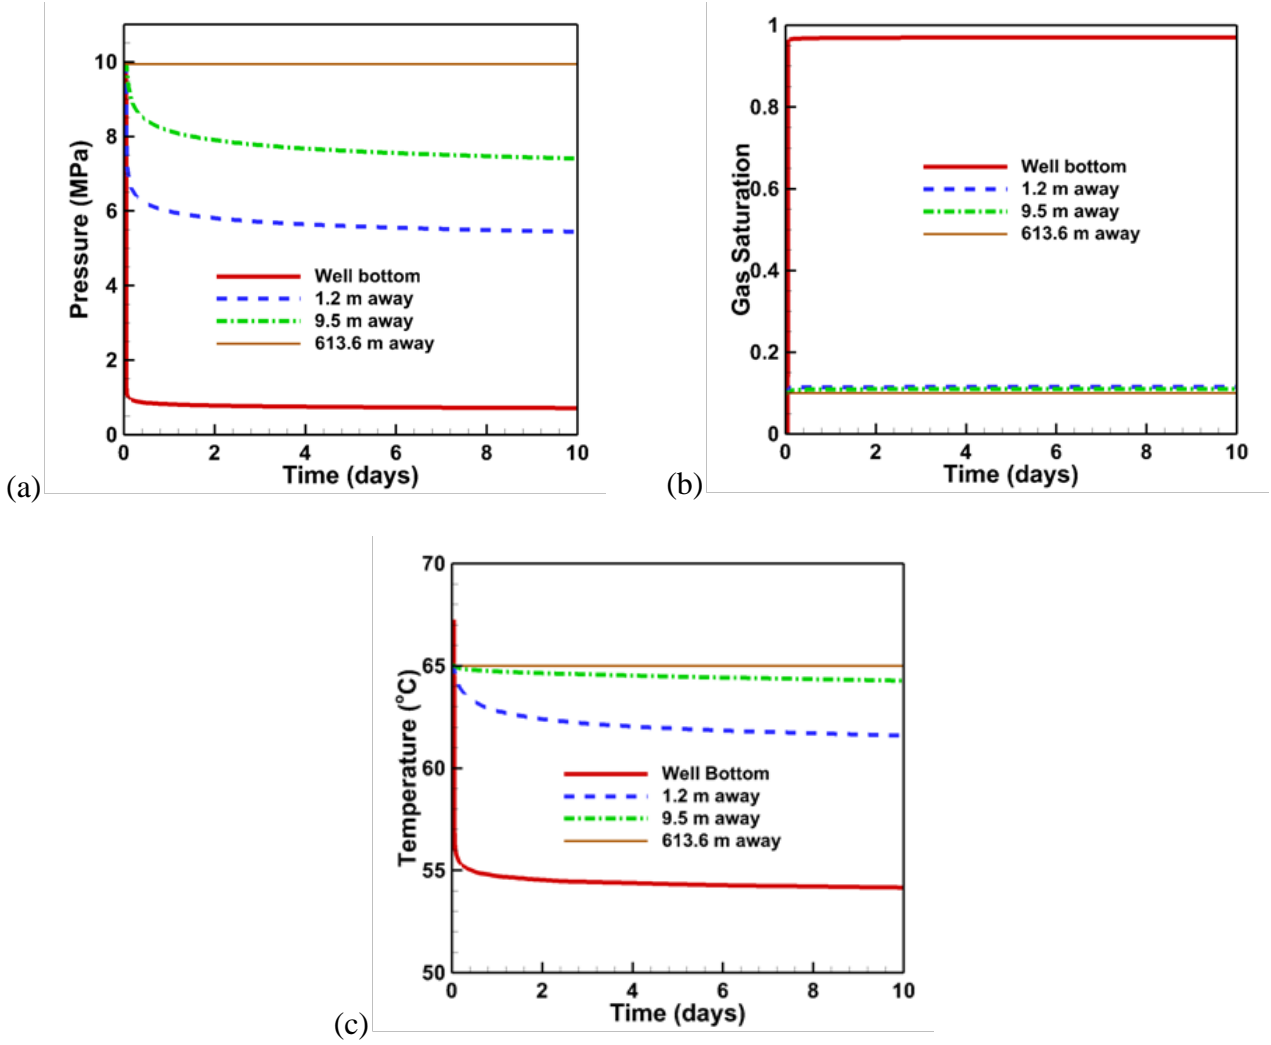 10
8
6
4
2
0
Pressure (MPa)
Well bottom
1.2 m away
9.5 m away
613.6 m away
0 2 4 6 8 10
Time (days)
(a)
1
0.8
0.6
0.4
0.2
0
Gas Saturation
Well bottom
1.2 m away
9.5 m away
613.6 m away
0 2 4 6 8 10
Time (days)
(b)
70
65
60
55
50
Temperature (°C)
Well Bottom
1.2 m away
9.5 m away
613.6 m away
0 2 4 6 8 10
Time (days)
(c)